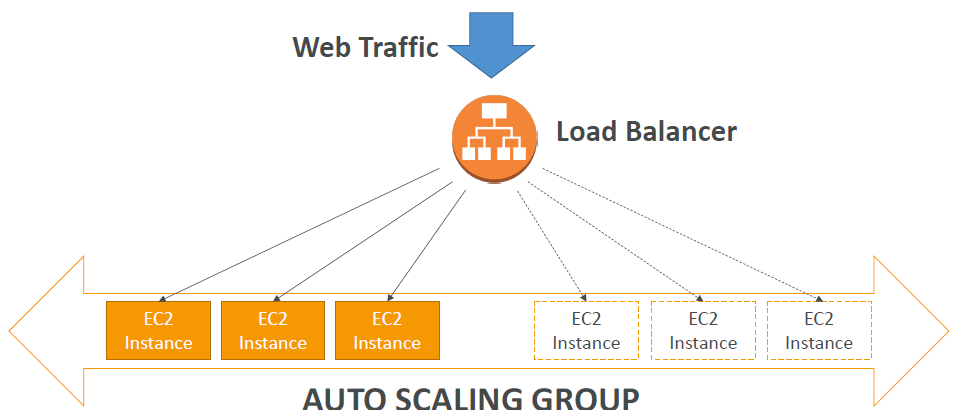 Web Traffic
Load Balancer
EC2
Instance
EC2
Instance
EC2
Instance
EC2
Instance
EC2
Instance
EC2
Instance
AUTO SCALING GROUP